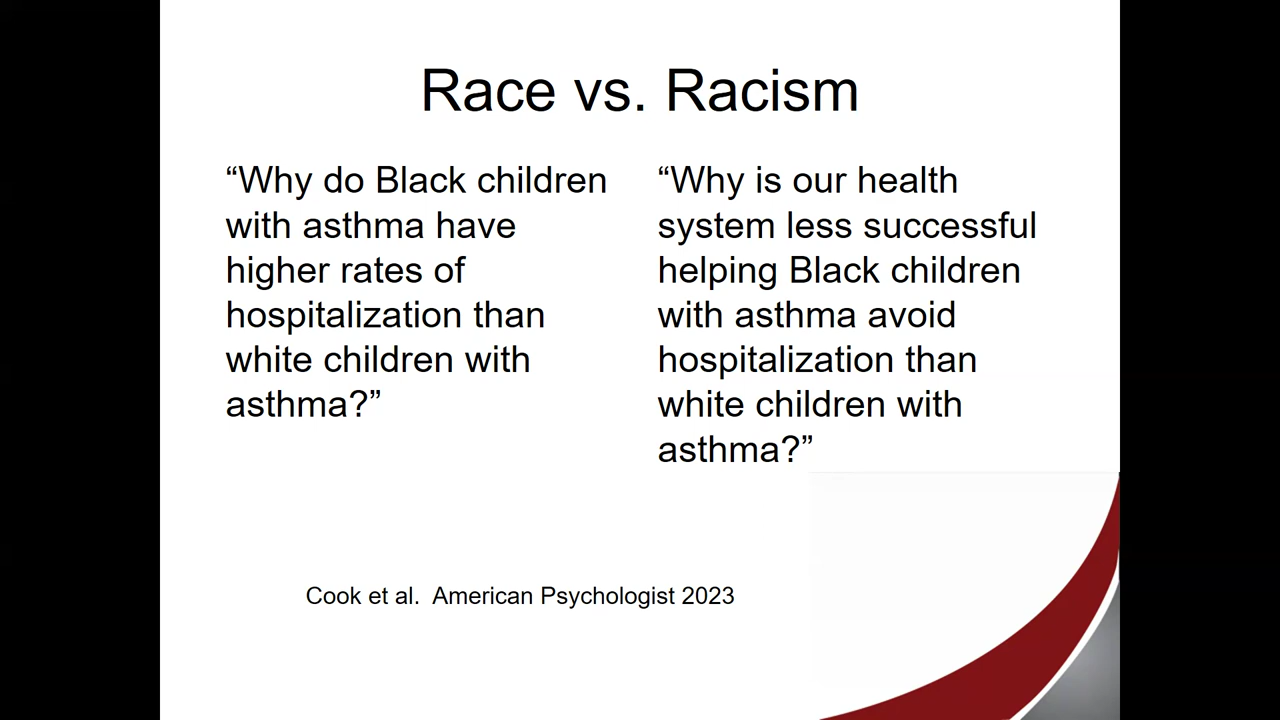 Race vs. Racism
“Why do Black children
with asthma have
higher rates of
hospitalization than
white children with
asthma?”
“Why is our health
system less successful
helping Black children
with asthma avoid
hospitalization than
white children with
asthma?”
Cook et al.  American Psychologist 2023